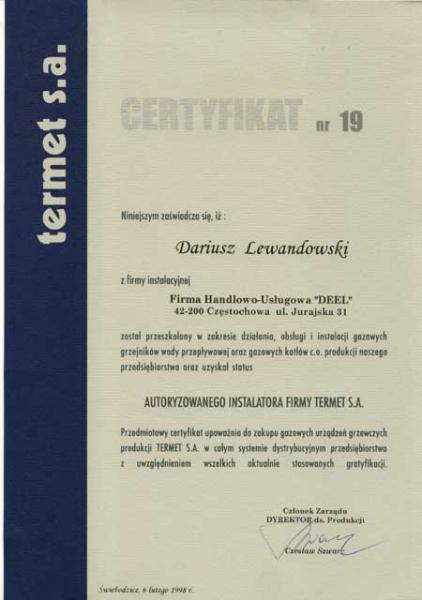 termet s.a.
CERTYFIKAT nr 19
Niniejszym zaświadcza się, iż :
Dariusz Lewandowski
z firmy instalacyjnej
Firma Handlowo-Usługowa "DEEL"
42-200 Częstochowa ul. Jurajska 31
został przeszkolony w zakresie działania, obsługi i instalacji gazowych
grzejników wody przepływowej oraz gazowych kotłów c.o. produkcji naszego
przedsiębiorstwa oraz uzyskał status
AUTORYZOWANEGO INSTALATORA FIRMY TERMET S.A.
Przedmiotowy certyfikat upoważnia do zakupu gazowych urządzeń grzewczych
produkcji TERMET S.A. w całym systemie dystrybucyjnym przedsiębiorstwa
z uwzględnieniem wszelkich aktualnie stosowanych gratyfikacji.
Członek Zarządu
DYREKTOR ds. Produkcji
Czesław Szwarc
Świebodzice, 6 lutego 1998 r.